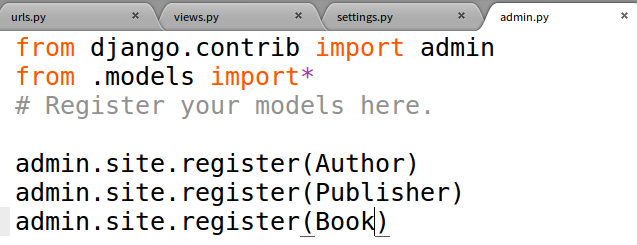 urls.py × views.py × settings.py × admin.py ×
from django.contrib import admin
from .models import*
# Register your models here.
admin.site.register(Author)
admin.site.register(Publisher)
admin.site.register(Book)